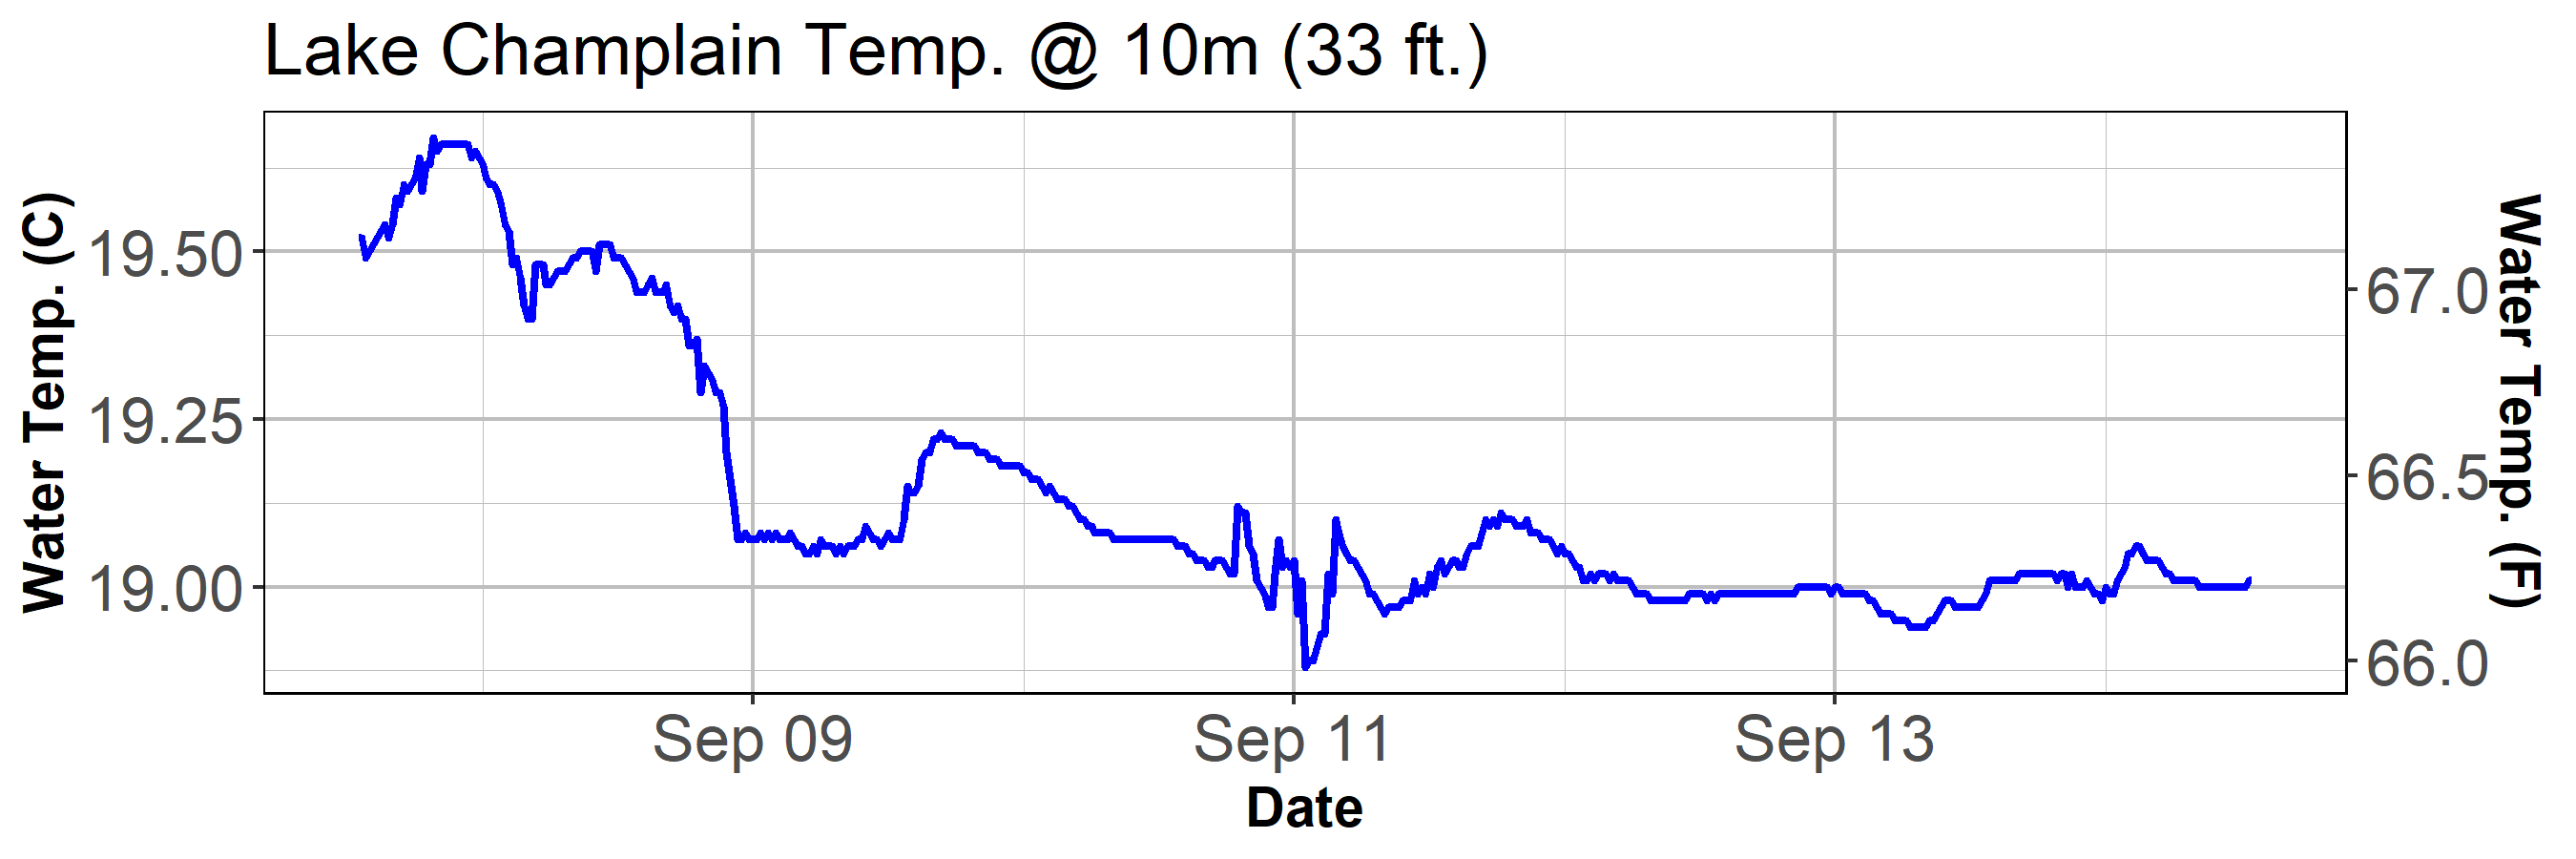 Lake Champlain Temp. @ 10m (33 ft.)
Water Temp. (C)
19.50
19.25
19.00
67.0
66.5
66.0
Water Temp. (F)
Sep 09
Sep 11
Sep 13
Date